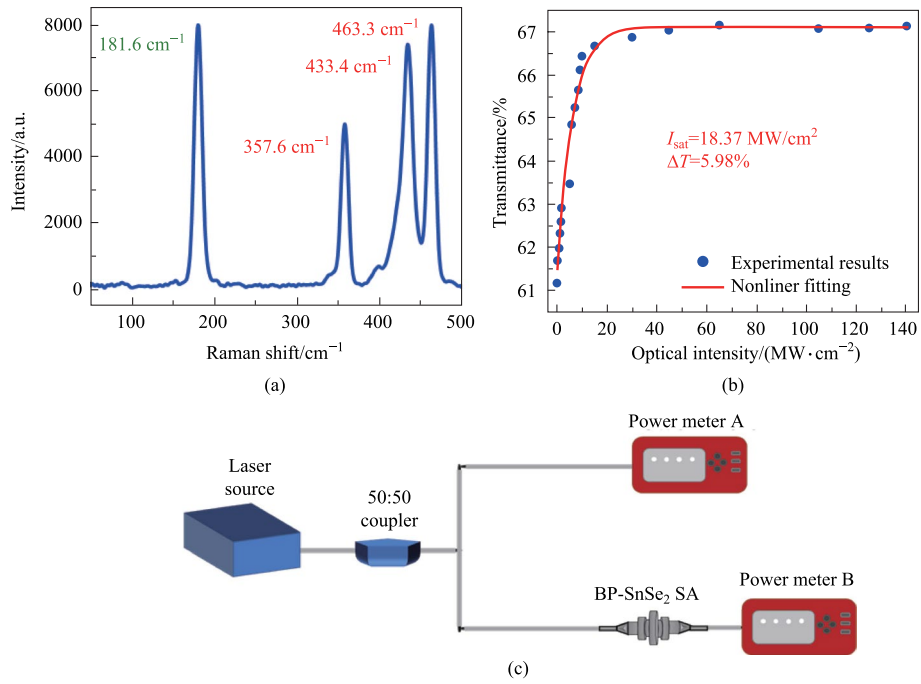 8000
6000
4000
2000
0
Intensity/a.u.
181.6 cm⁻¹
463.3 cm⁻¹
433.4 cm⁻¹
357.6 cm⁻¹
100 200 300 400 500
Raman shift/cm⁻¹
(a)
67
66
65
64
63
62
61
Transmittance/%
I_sat=18.37 MW/cm²
ΔT=5.98%
Experimental results
Nonliner fitting
0 20 40 60 80 100 120 140
Optical intensity/(MW·cm⁻²)
(b)
Power meter A
Laser
source
50:50
coupler
BP-SnSe₂ SA
Power meter B
(c)